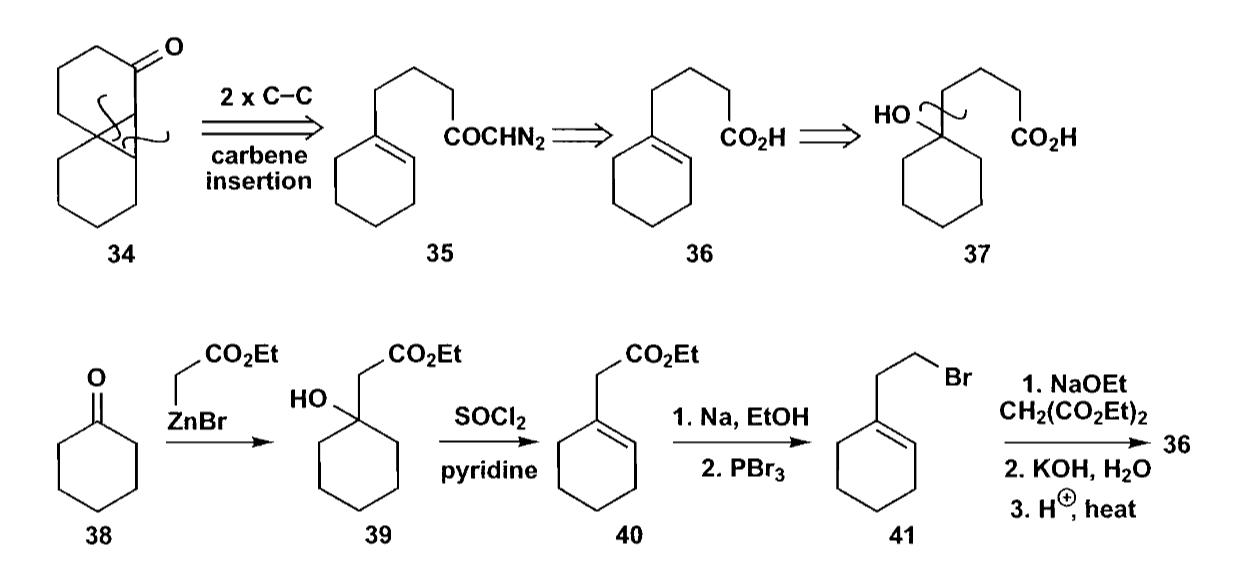 O
2 x C–C
carbene
insertion
COCHN₂
CO₂H
HO
CO₂H
34
35
36
37
O
CO₂Et
ZnBr
HO
CO₂Et
SOCl₂
pyridine
CO₂Et
1. Na, EtOH
2. PBr₃
Br
1. NaOEt
CH₂(CO₂Et)₂
2. KOH, H₂O
3. H⊕, heat
36
38
39
40
41